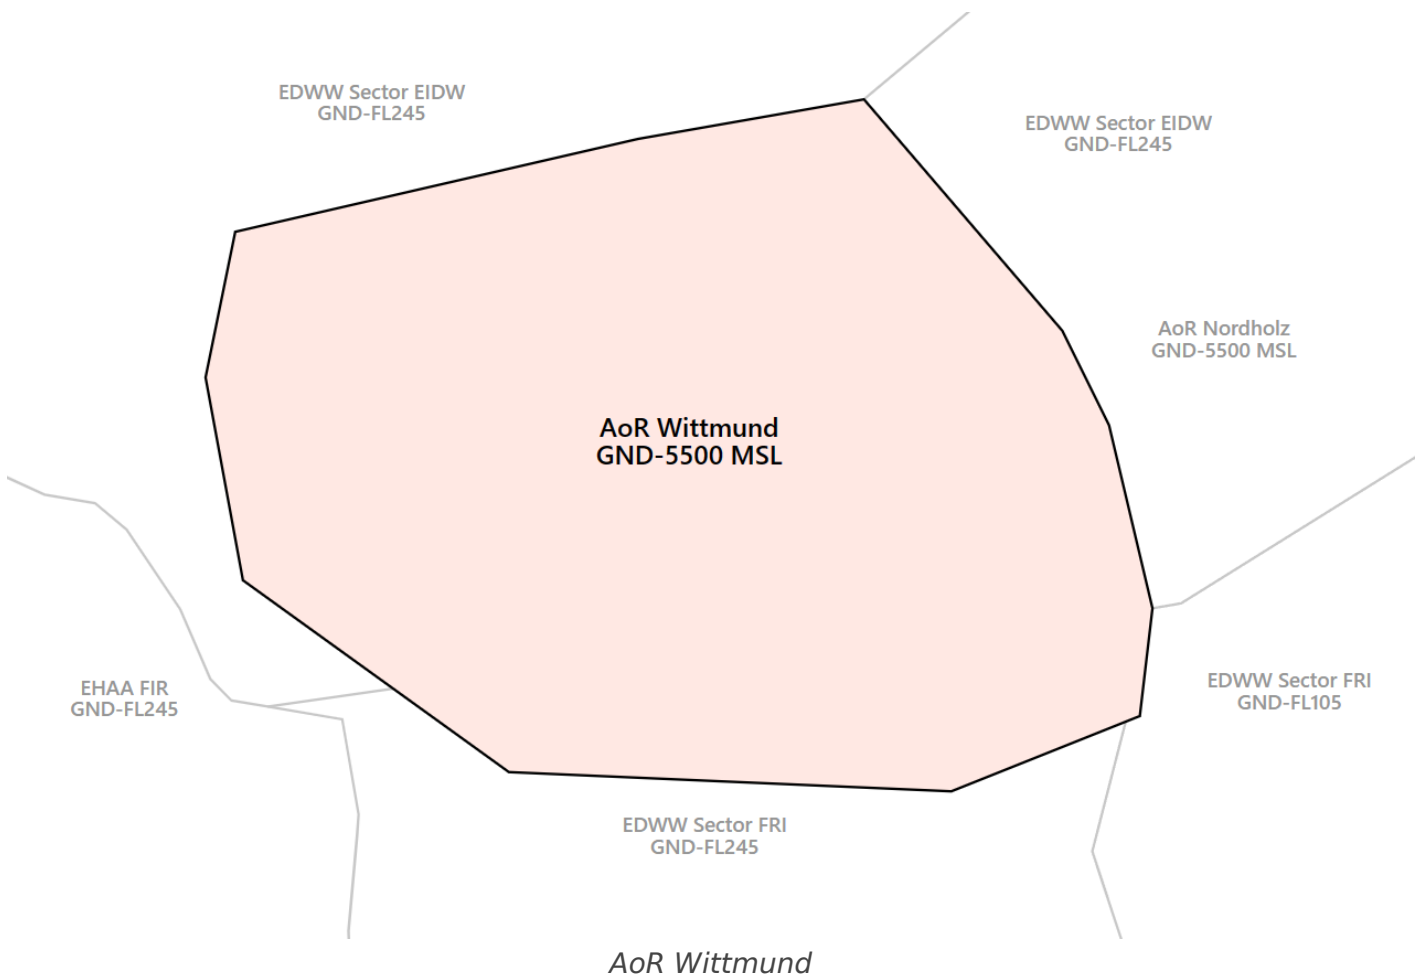 EDWW Sector EIDW
GND-FL245
EDWW Sector EIDW
GND-FL245
AoR Nordholz
GND-5500 MSL
AoR Wittmund
GND-5500 MSL
EHAA FIR
GND-FL245
EDWW Sector FRI
GND-FL105
EDWW Sector FRI
GND-FL245
AoR Wittmund